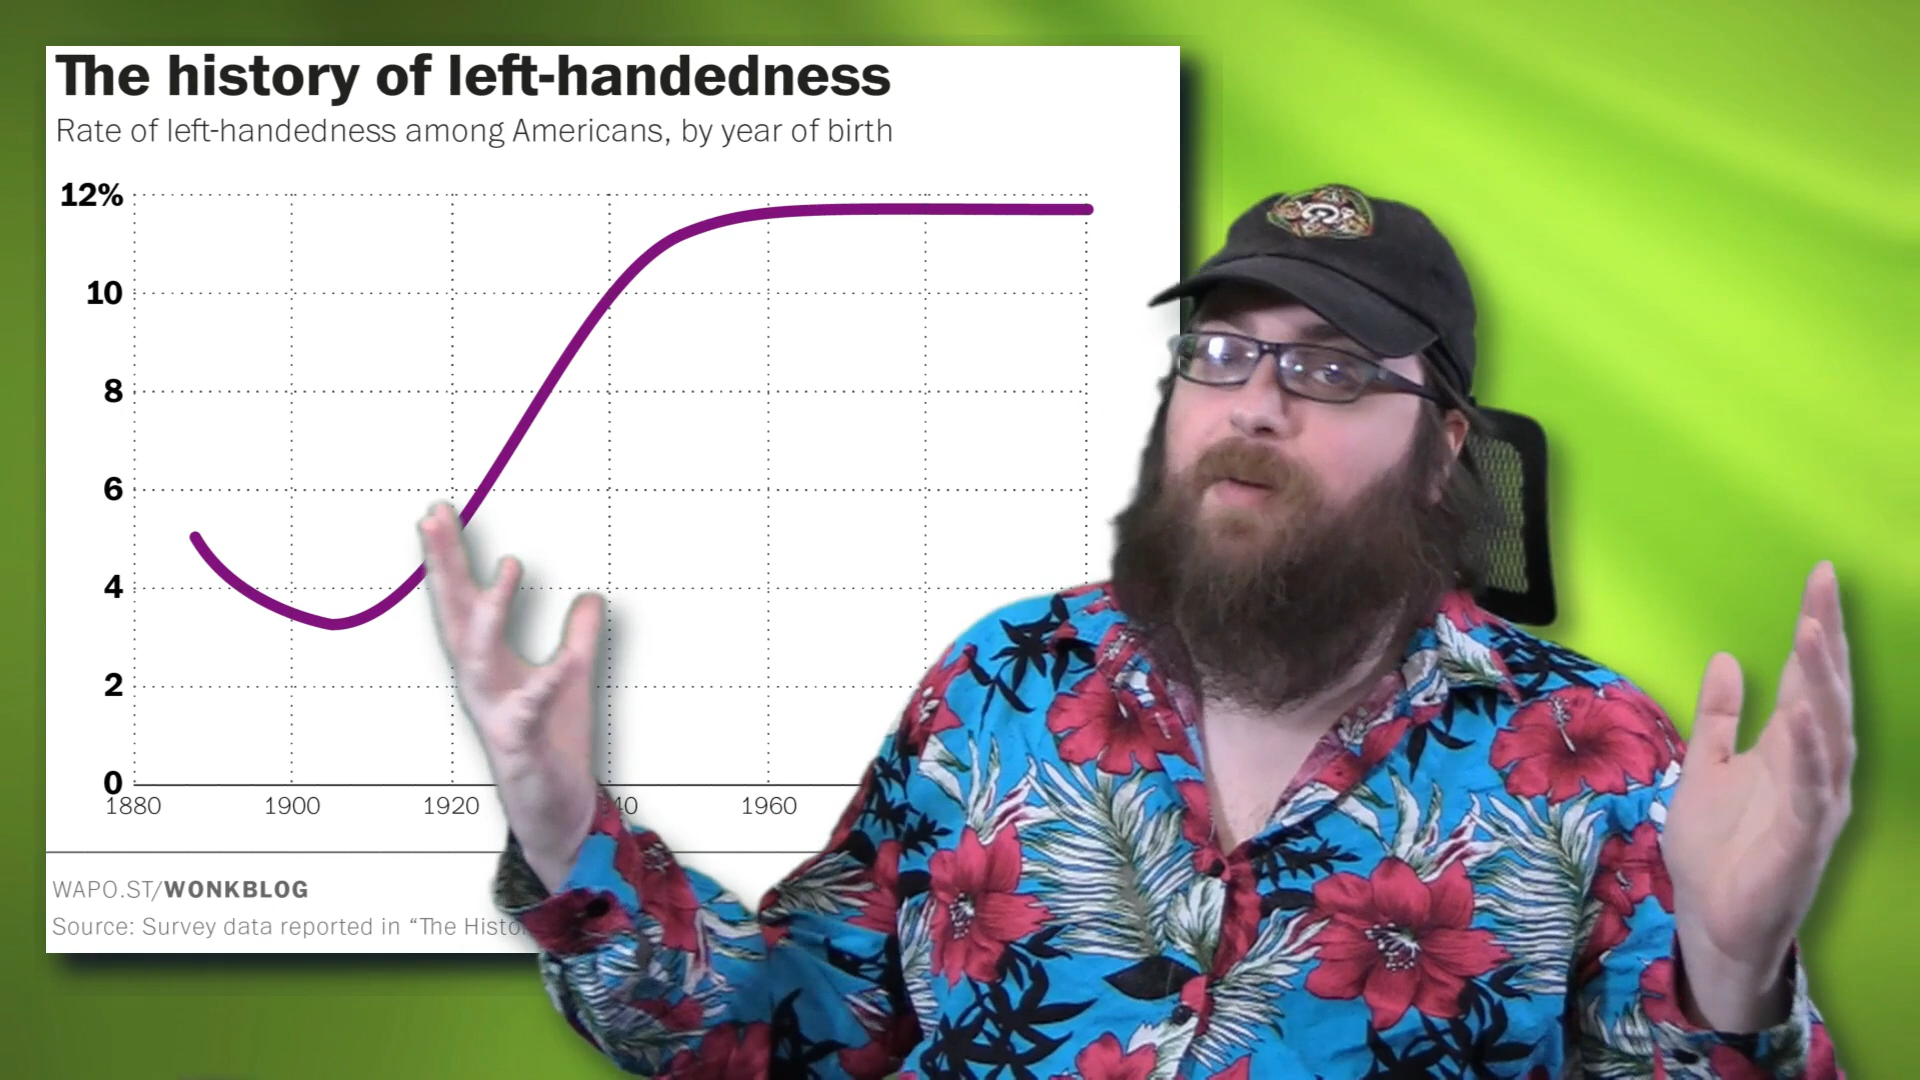 The history of left-handedness
Rate of left-handedness among Americans, by year of birth
12%
10
8
6
4
2
0
1880 1900 1920 40 1960
WAPO.ST/WONKBLOG
Source: Survey data reported in “The